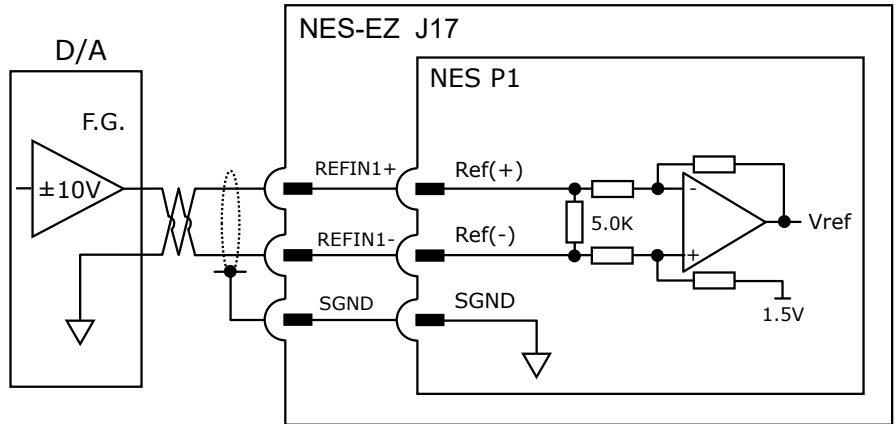 NES-EZ J17
D/A
NES P1
F.G.
±10V
REFIN1+
Ref(+)
-
5.0K
Vref
REFIN1-
Ref(-)
+
SGND
SGND
1.5V